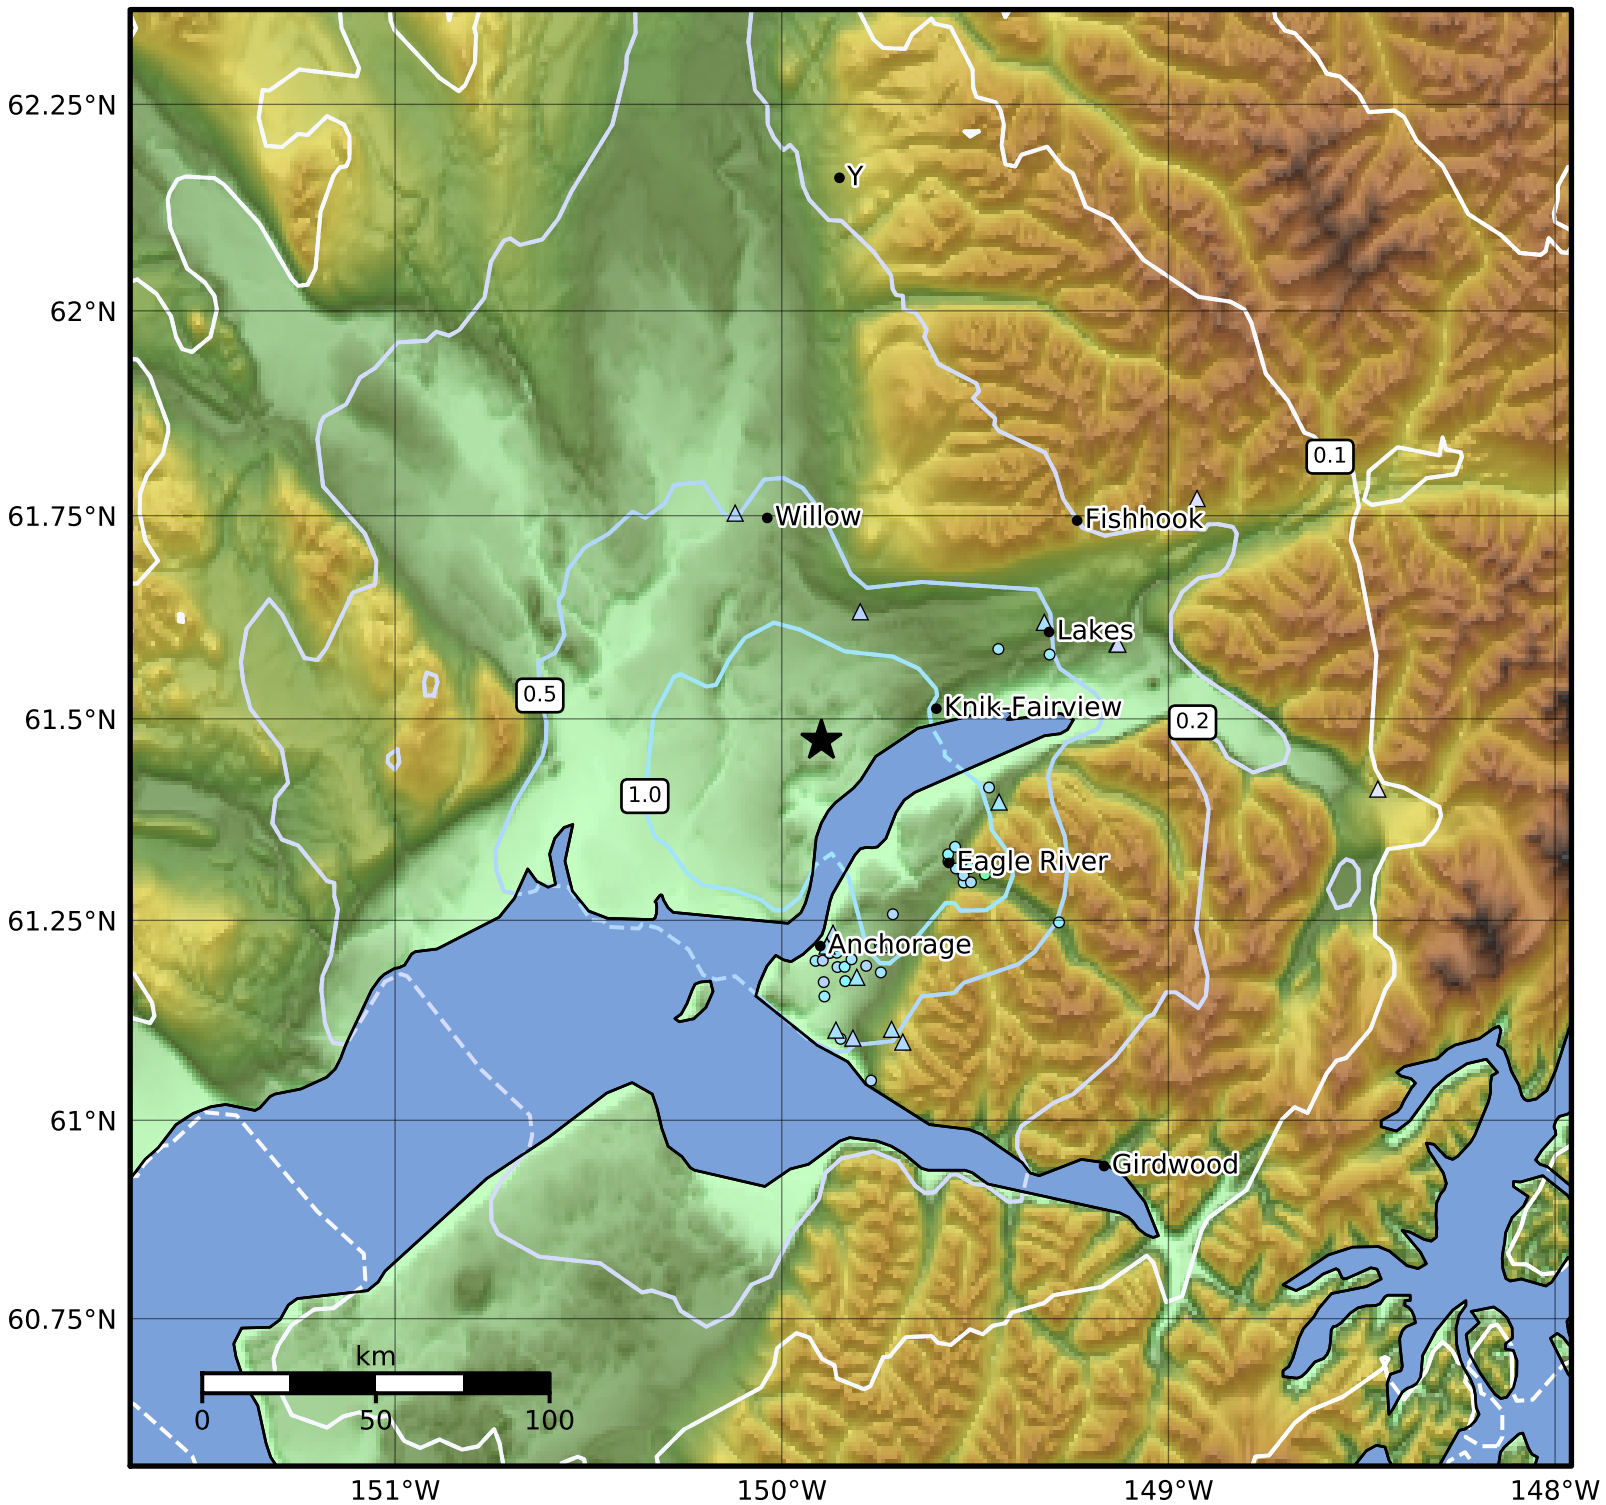 62.25°N
Y
62°N
0.1
61.75°N
Willow
Fishhook
Lakes
0.5
Knik-Fairview
61.5°N
0.2
1.0
Eagle River
61.25°N
Anchorage
61°N
Girdwood
60.75°N
km
0
50
100
151°W
150°W
149°W
148°W